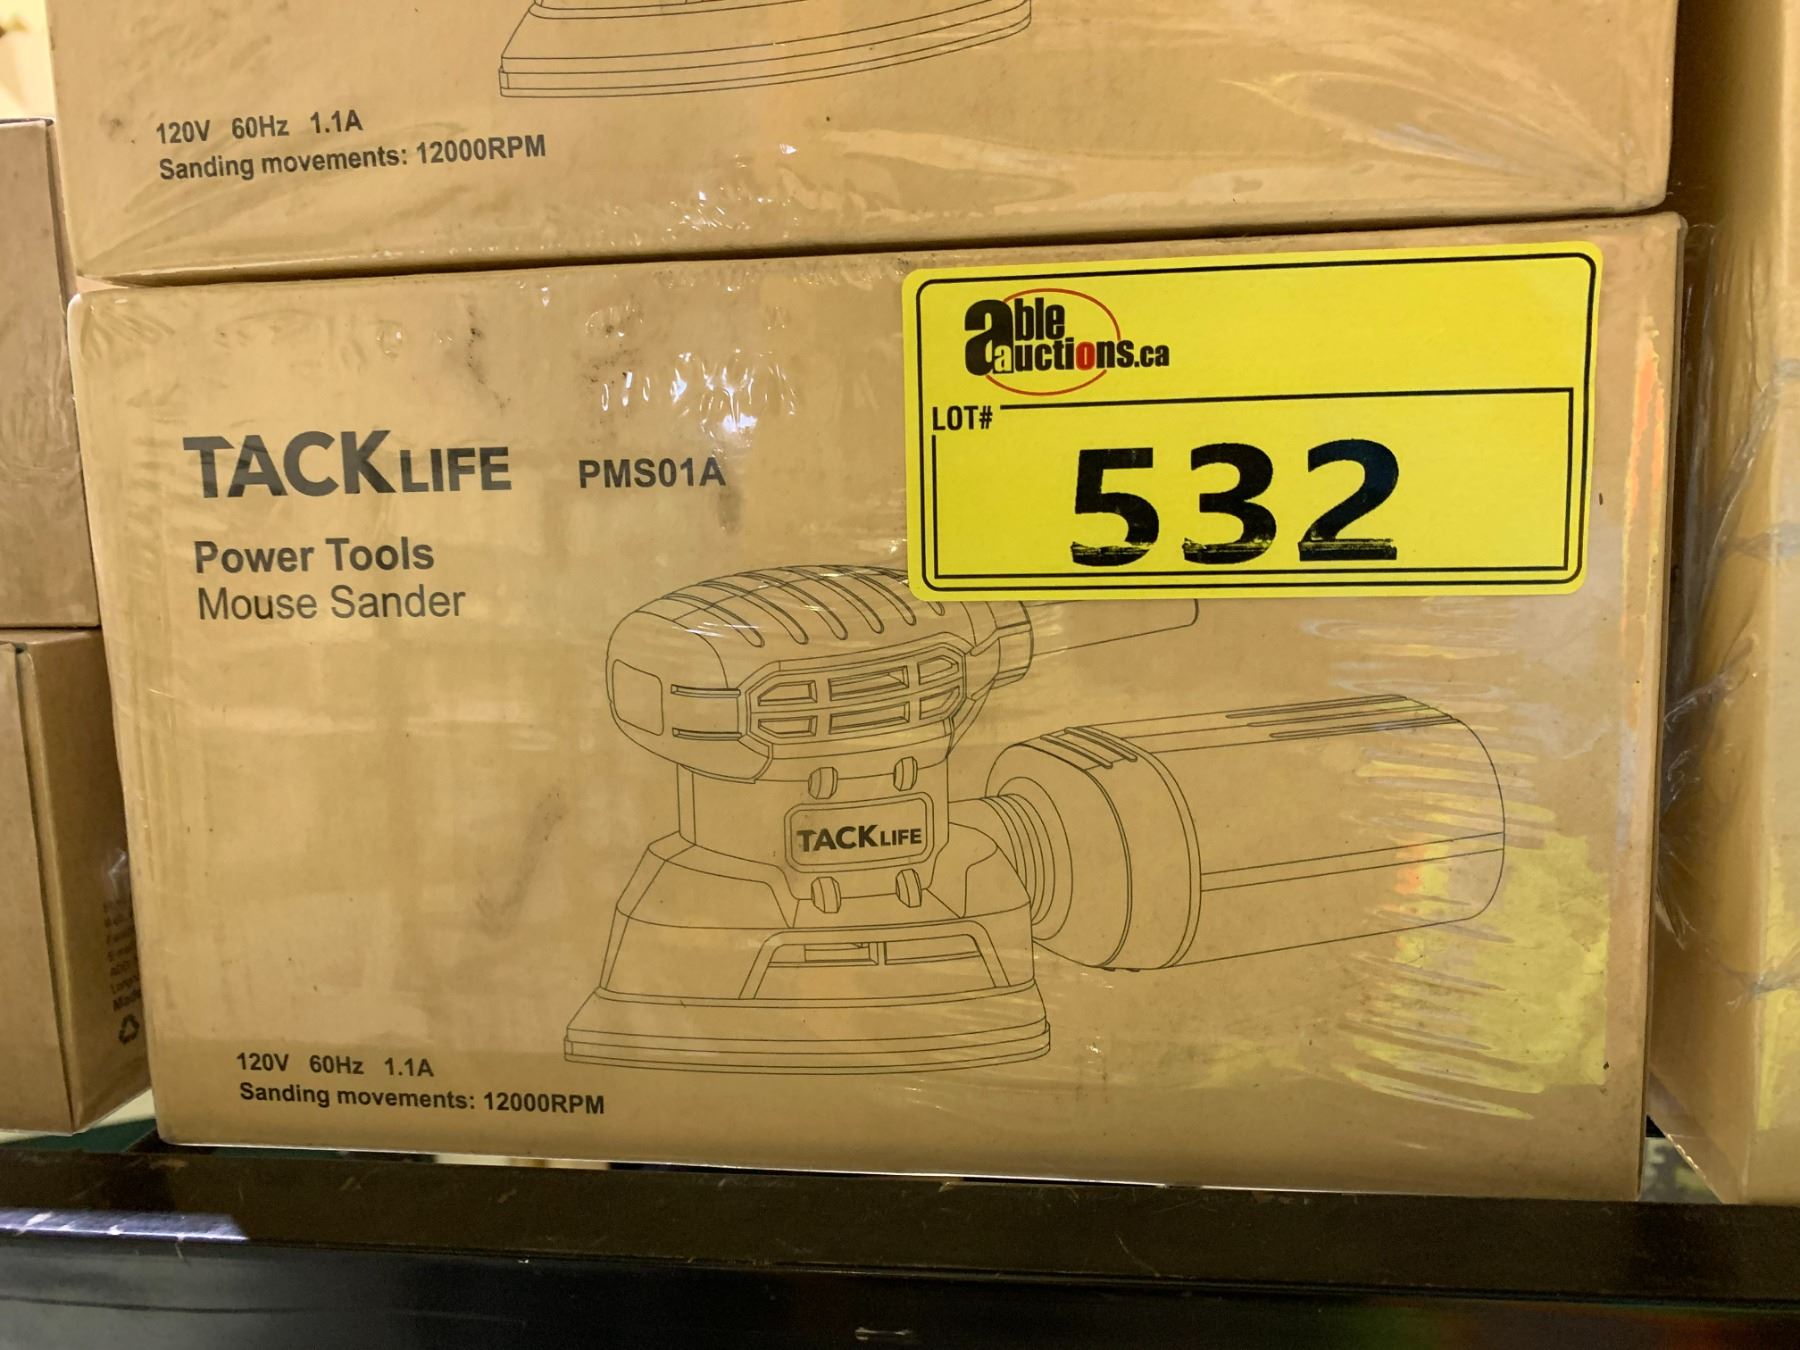 120V 60Hz 1.1A
Sanding movements: 12000RPM
able
auctions.ca
LOT#
532
TACKLIFE PMS01A
Power Tools
Mouse Sander
TACKLIFE
120V 60Hz 1.1A
Sanding movements: 12000RPM